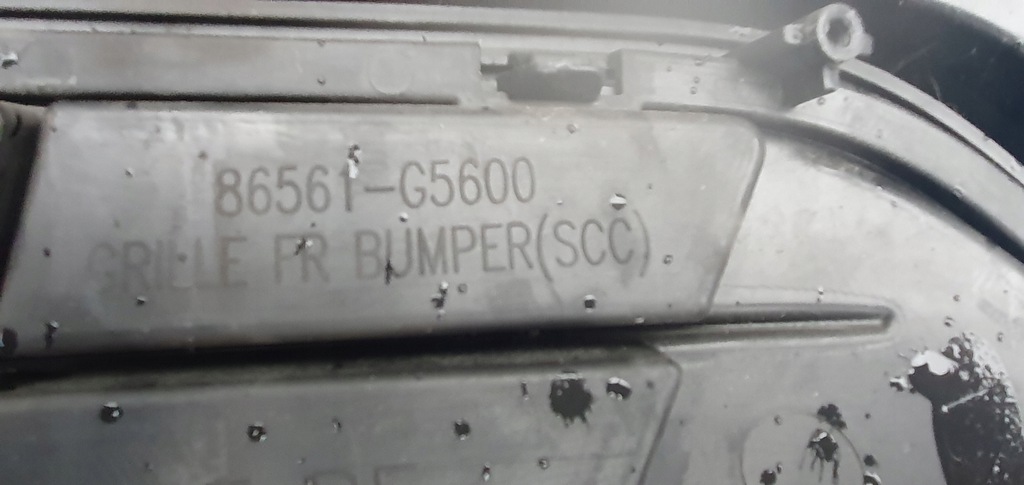 86561-G5600
GRILLE FR BUMPER(SCC)